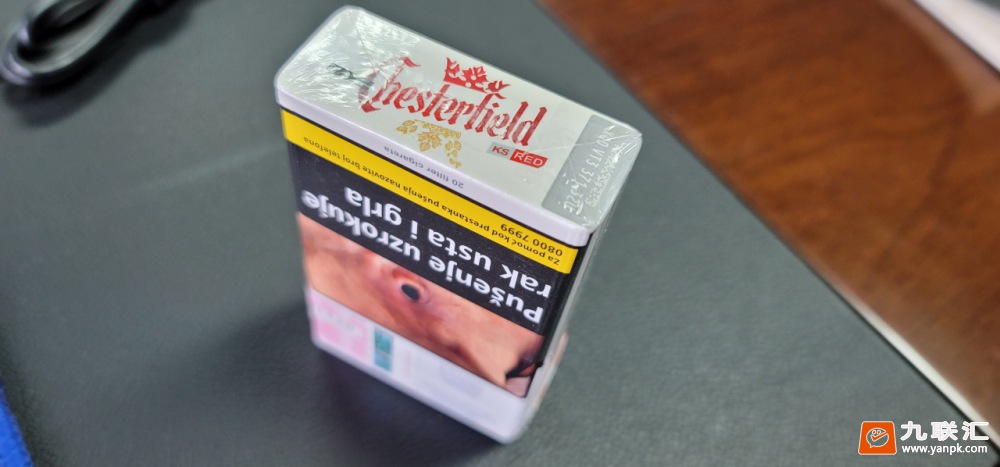 Chesterfield
KS RED
20 filter cigareta
Za pomoć kod prestanka pušenja nazovite broj telefona
0800 7999
Pušenje uzrokuje
rak usta i grla
九联汇
www.yanpk.com